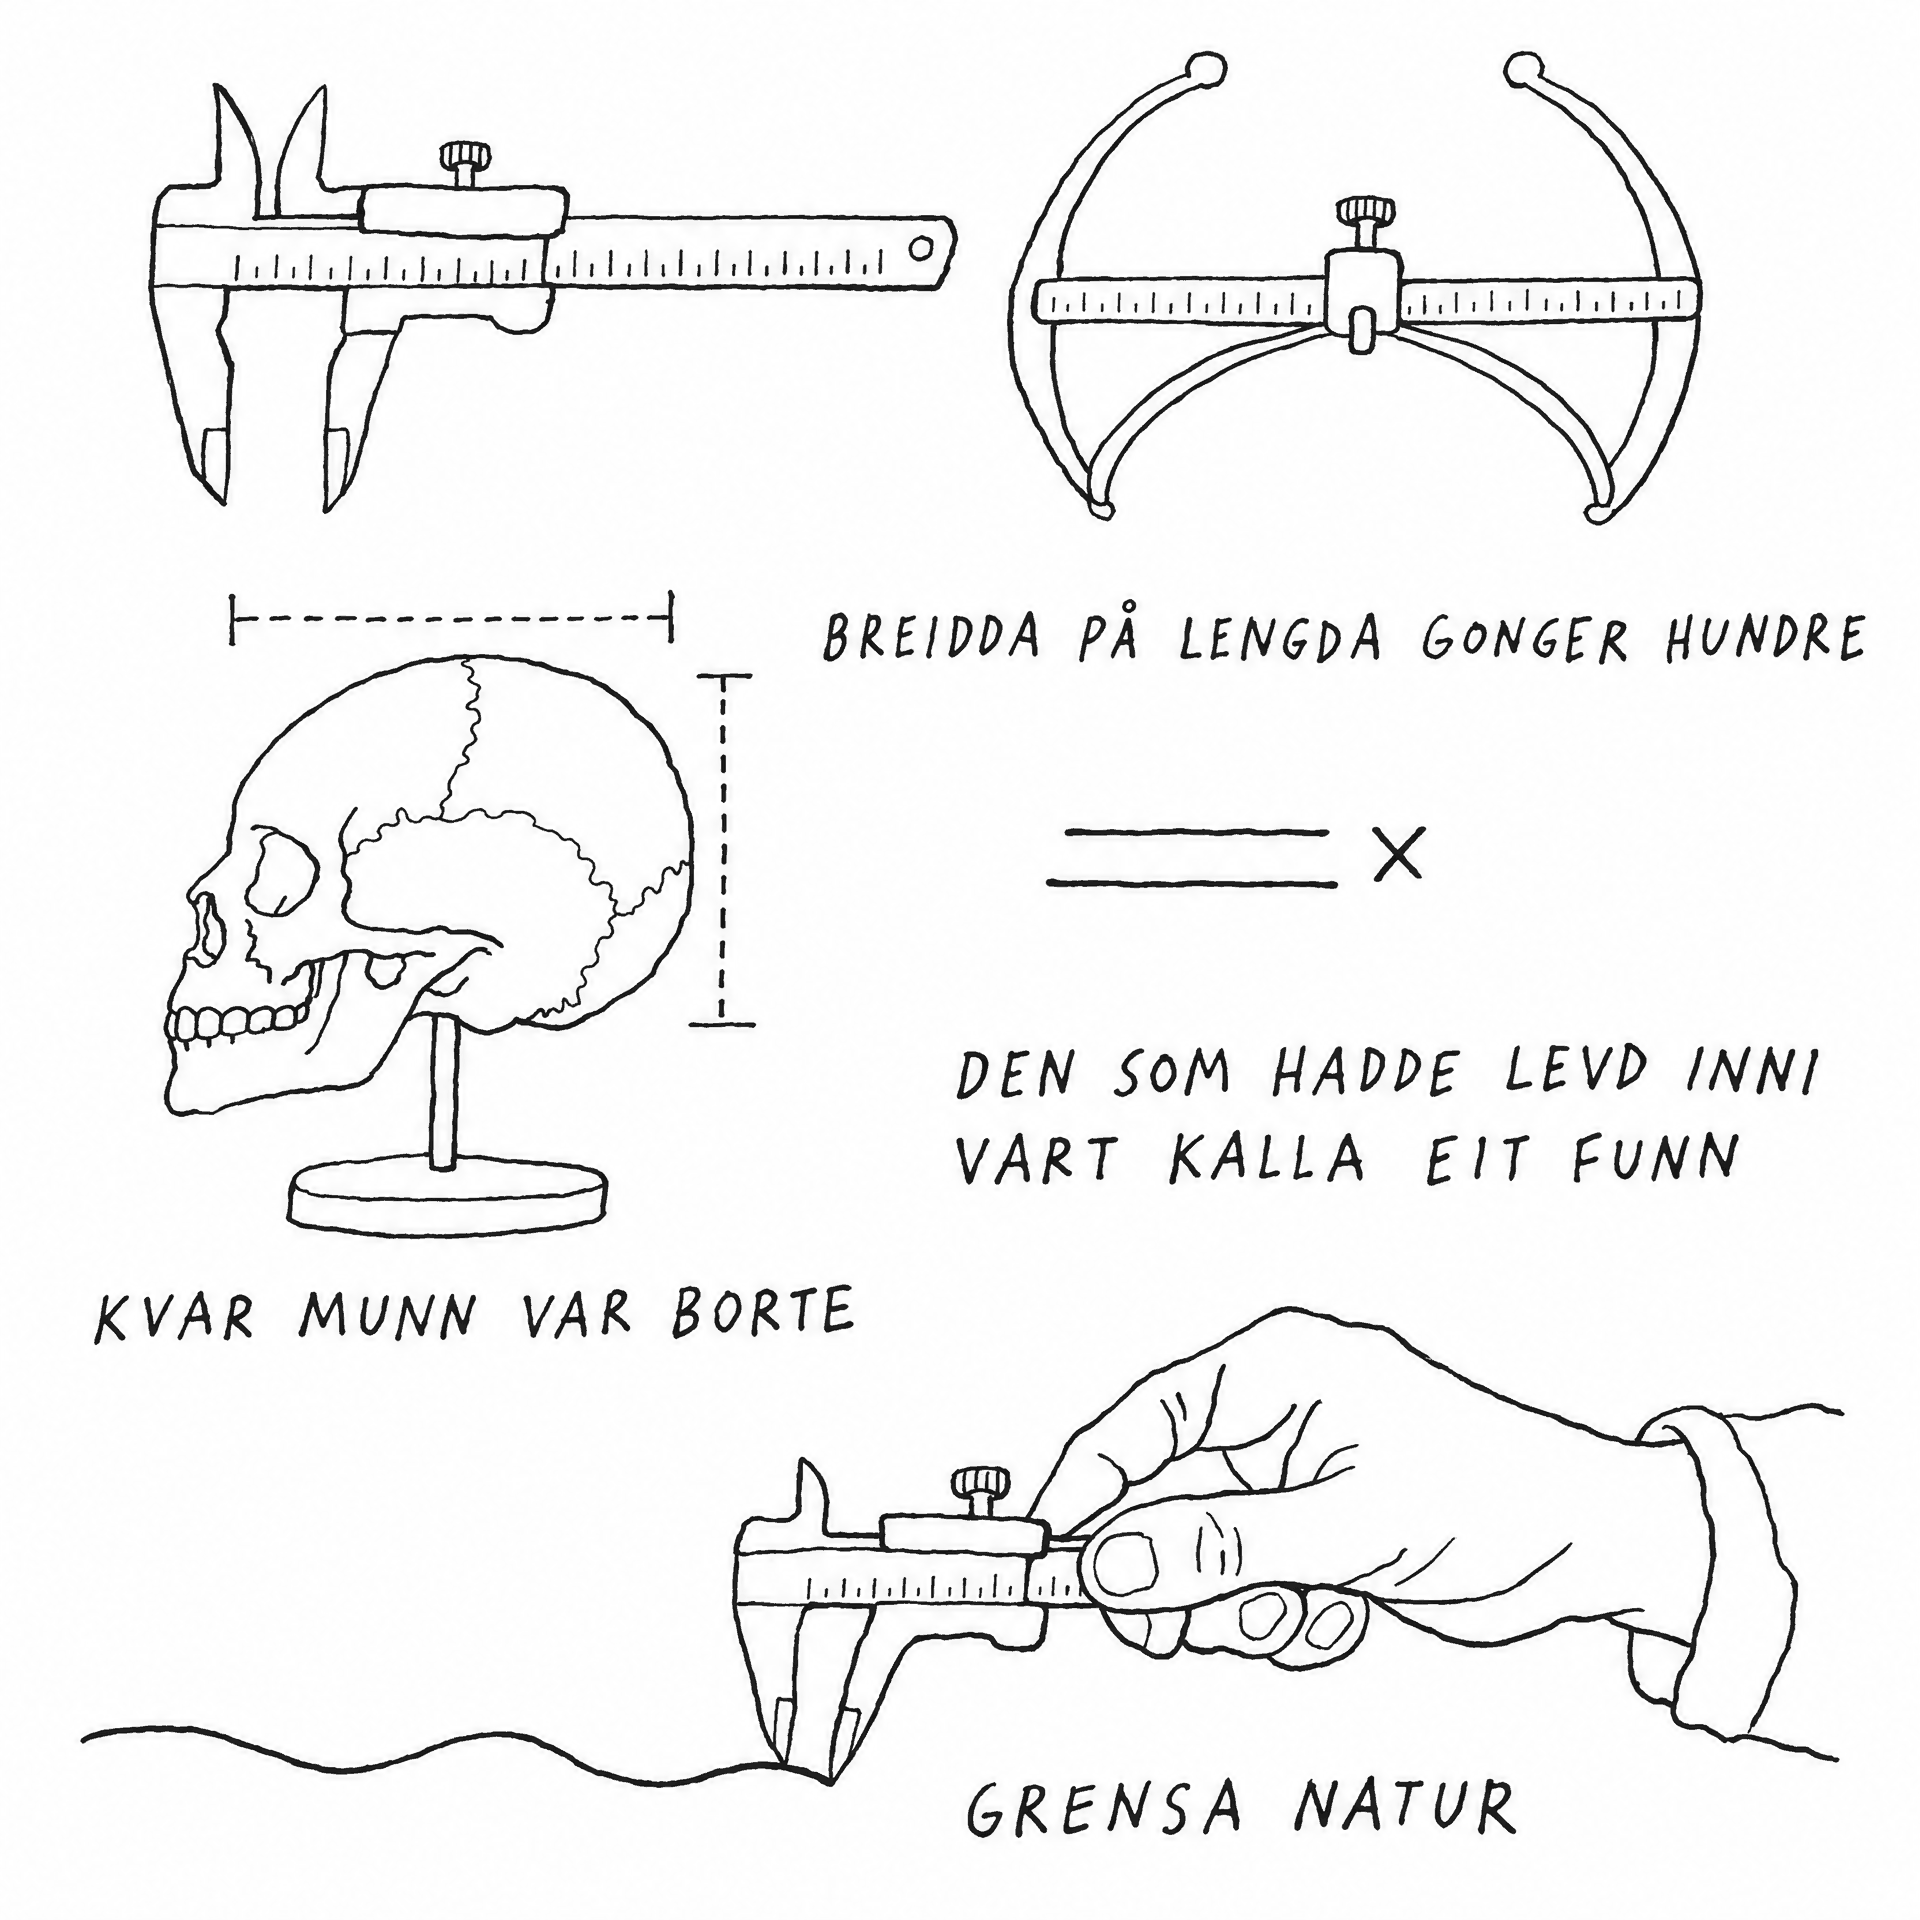 BREIDDA PÅ LENGDA GONGER HUNDRE
X
DEN SOM HADDE LEVD INNI
VART KALLA EIT FUNN
KVAR MUNN VAR BORTE
GRENSA NATUR